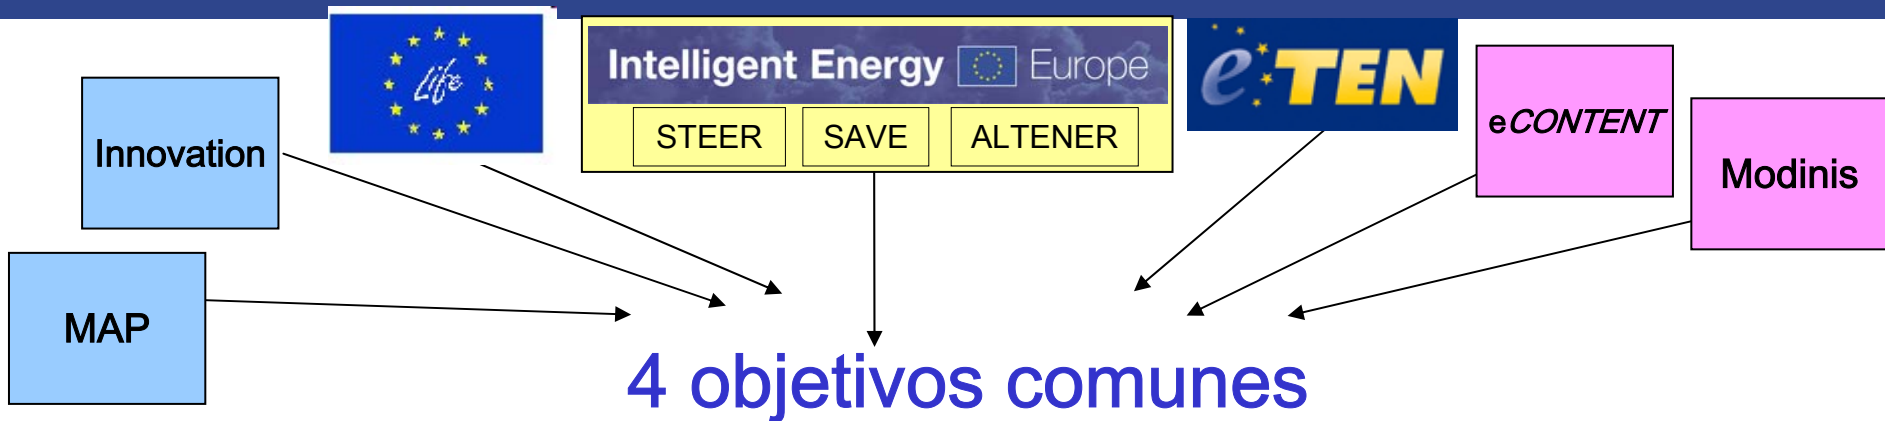 Life
Intelligent Energy Europe
STEER SAVE ALTENER
eTEN
eCONTENT
Innovation
Modinis
MAP
4 objetivos comunes